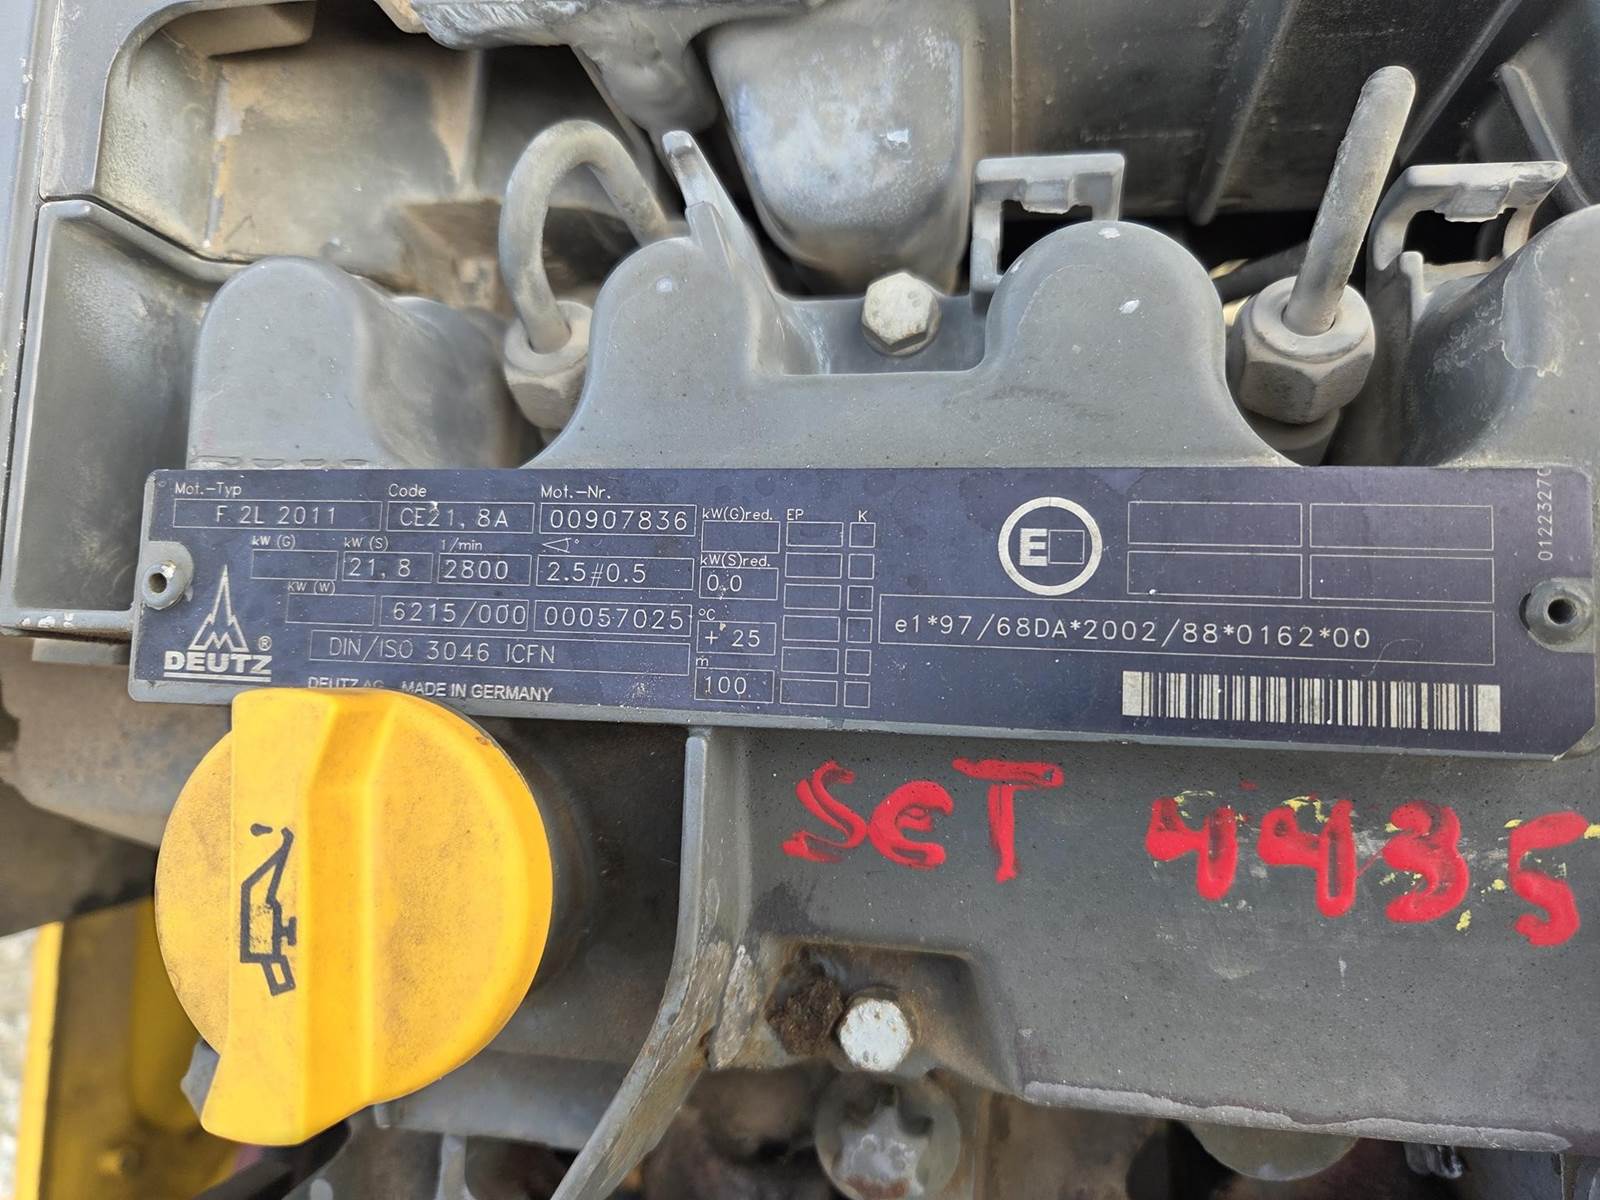 Mot.-Typ Code Mot.-Nr.
F 2L 2011 CE21,8A 00907836 kW(G)red. EP K
kW (G) kW (S) 1/min °
21,8 2800 2.5#0.5 kW(S)red.
0.0
kW (W)
6215/000 00057025 °C
+ 25
DIN/ISO 3046 ICFN m
100
DEUTZ ®
DEUTZ AG MADE IN GERMANY
E
e1*97/68DA*2002/88*0162*00
0122327
SET 4435